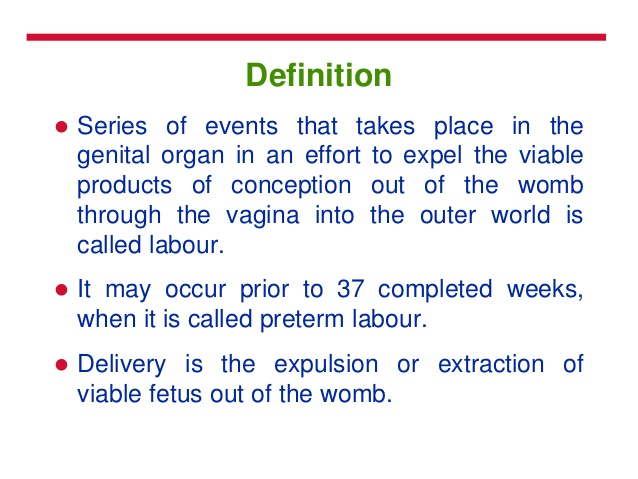 Definition
Series of events that takes place in the
genital organ in an effort to expel the viable
products of conception out of the womb
through the vagina into the outer world is
called labour.
It may occur prior to 37 completed weeks,
when it is called preterm labour.
Delivery is the expulsion or extraction of
viable fetus out of the womb.